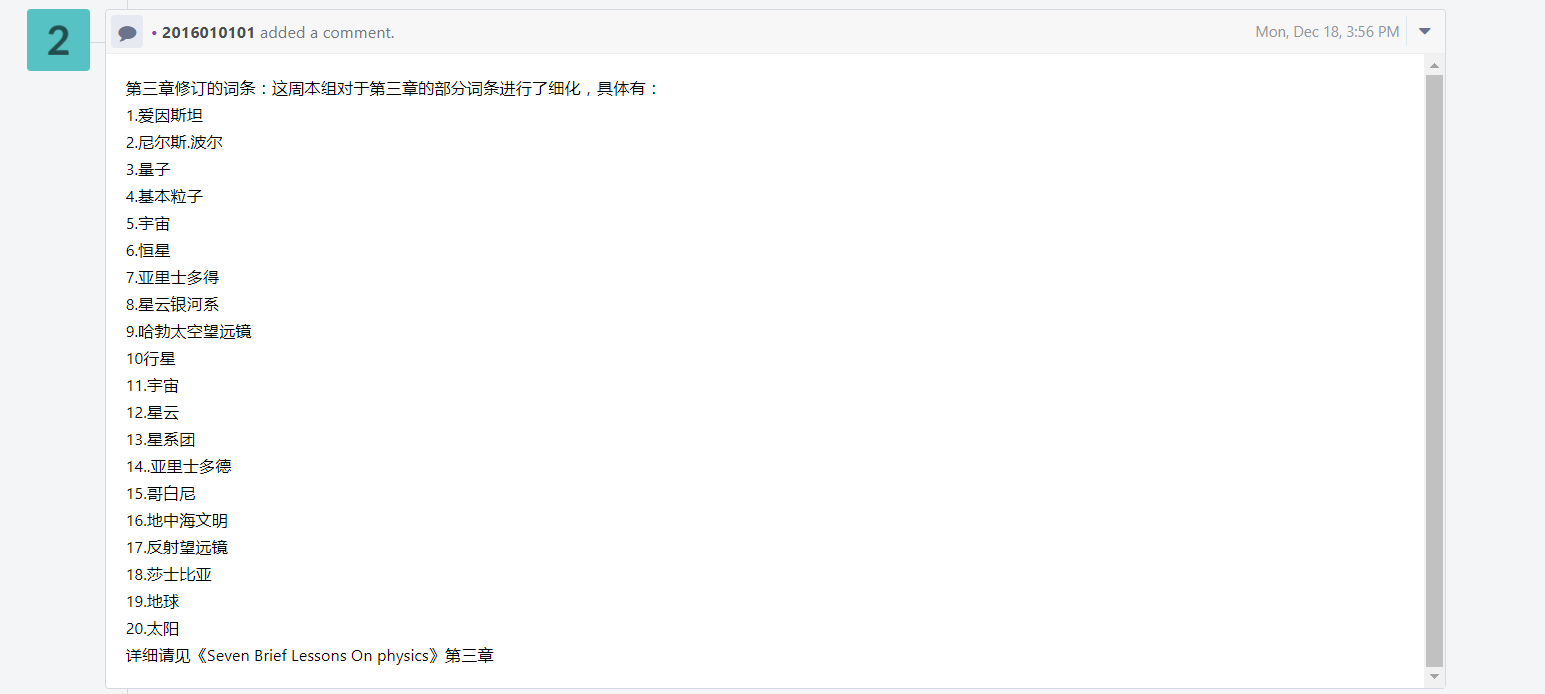 2
• 2016010101 added a comment.
Mon, Dec 18, 3:56 PM
第三章修订的词条：这周本组对于第三章的部分词条进行了细化，具体有：
1.爱因斯坦
2.尼尔斯.波尔
3.量子
4.基本粒子
5.宇宙
6.恒星
7.亚里士多得
8.星云银河系
9.哈勃太空望远镜
10行星
11.宇宙
12.星云
13.星系团
14..亚里士多德
15.哥白尼
16.地中海文明
17.反射望远镜
18.莎士比亚
19.地球
20.太阳
详细请见《Seven Brief Lessons On physics》第三章